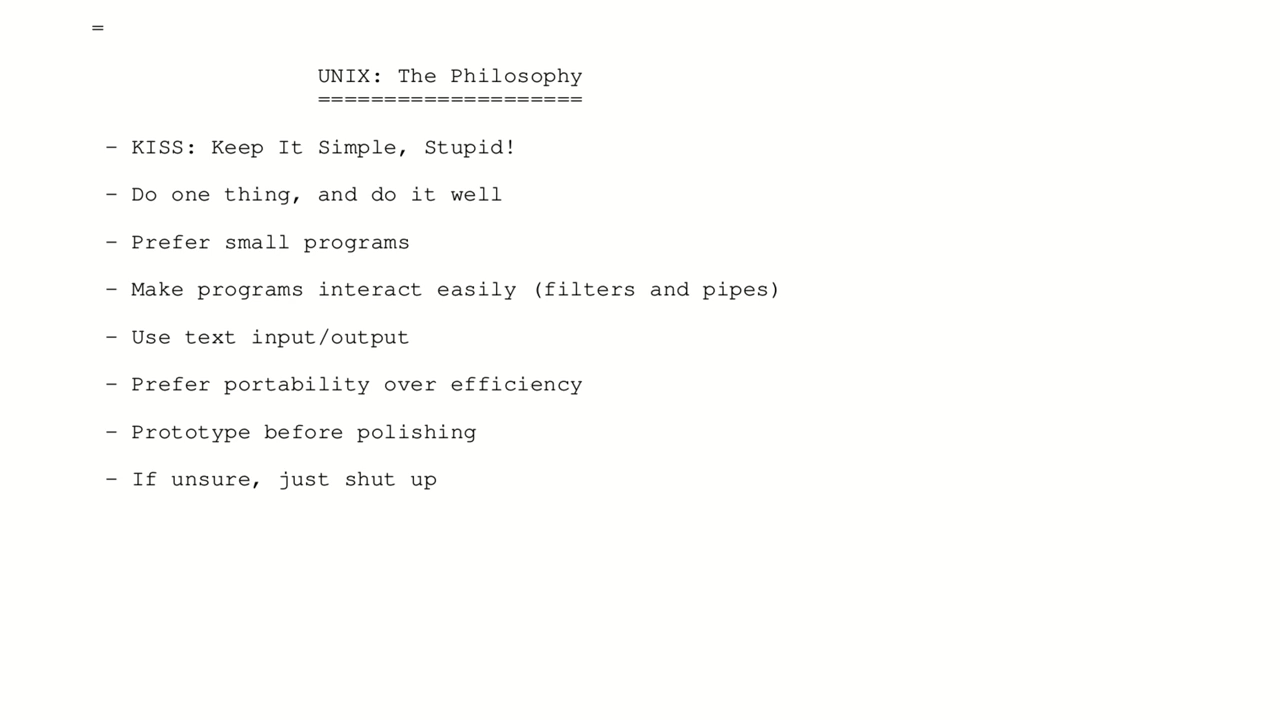 =
UNIX: The Philosophy
====================
- KISS: Keep It Simple, Stupid!
- Do one thing, and do it well
- Prefer small programs
- Make programs interact easily (filters and pipes)
- Use text input/output
- Prefer portability over efficiency
- Prototype before polishing
- If unsure, just shut up